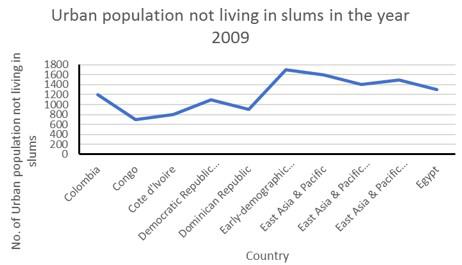 Urban population not living in slums in the year
2009
No. of Urban population not living in
slums
1800
1600
1400
1200
1000
800
600
400
200
0
Colombia
Congo
Cote d'Ivoire
Democratic Republic…
Dominican Republic
Early-demographic…
East Asia & Pacific
East Asia & Pacific…
East Asia & Pacific…
Egypt
Country